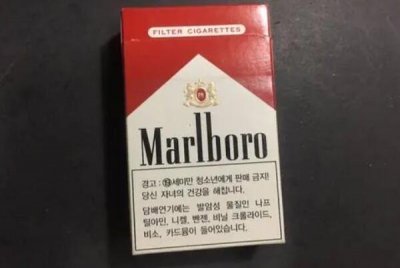 FILTER CIGARETTES
Marlboro
경고 : ⑲세미만 청소년에게 판매 금지!
당신 자녀의 건강을 해칩니다.
담배연기에는 발암성 물질인 나프
틸아민, 니켈, 벤젠, 비닐 크롤라이드,
비소, 카드뮴이 들어있습니다.